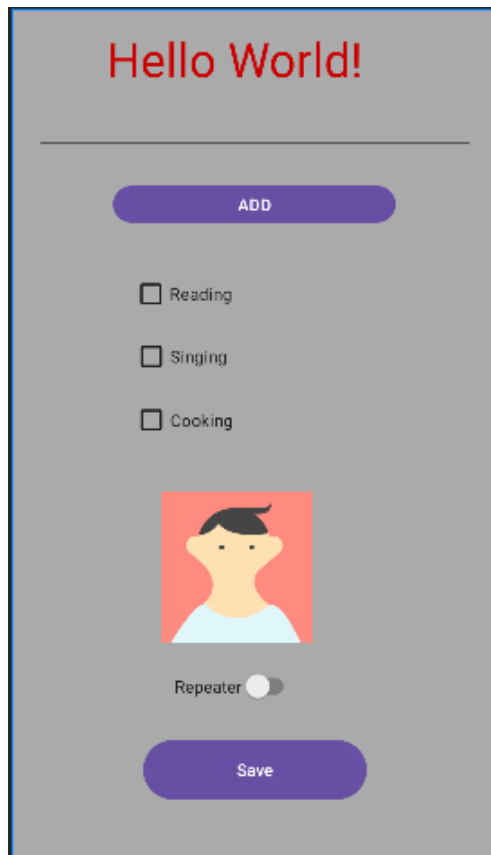 Hello World!
ADD
Reading
Singing
Cooking
Repeater
Save